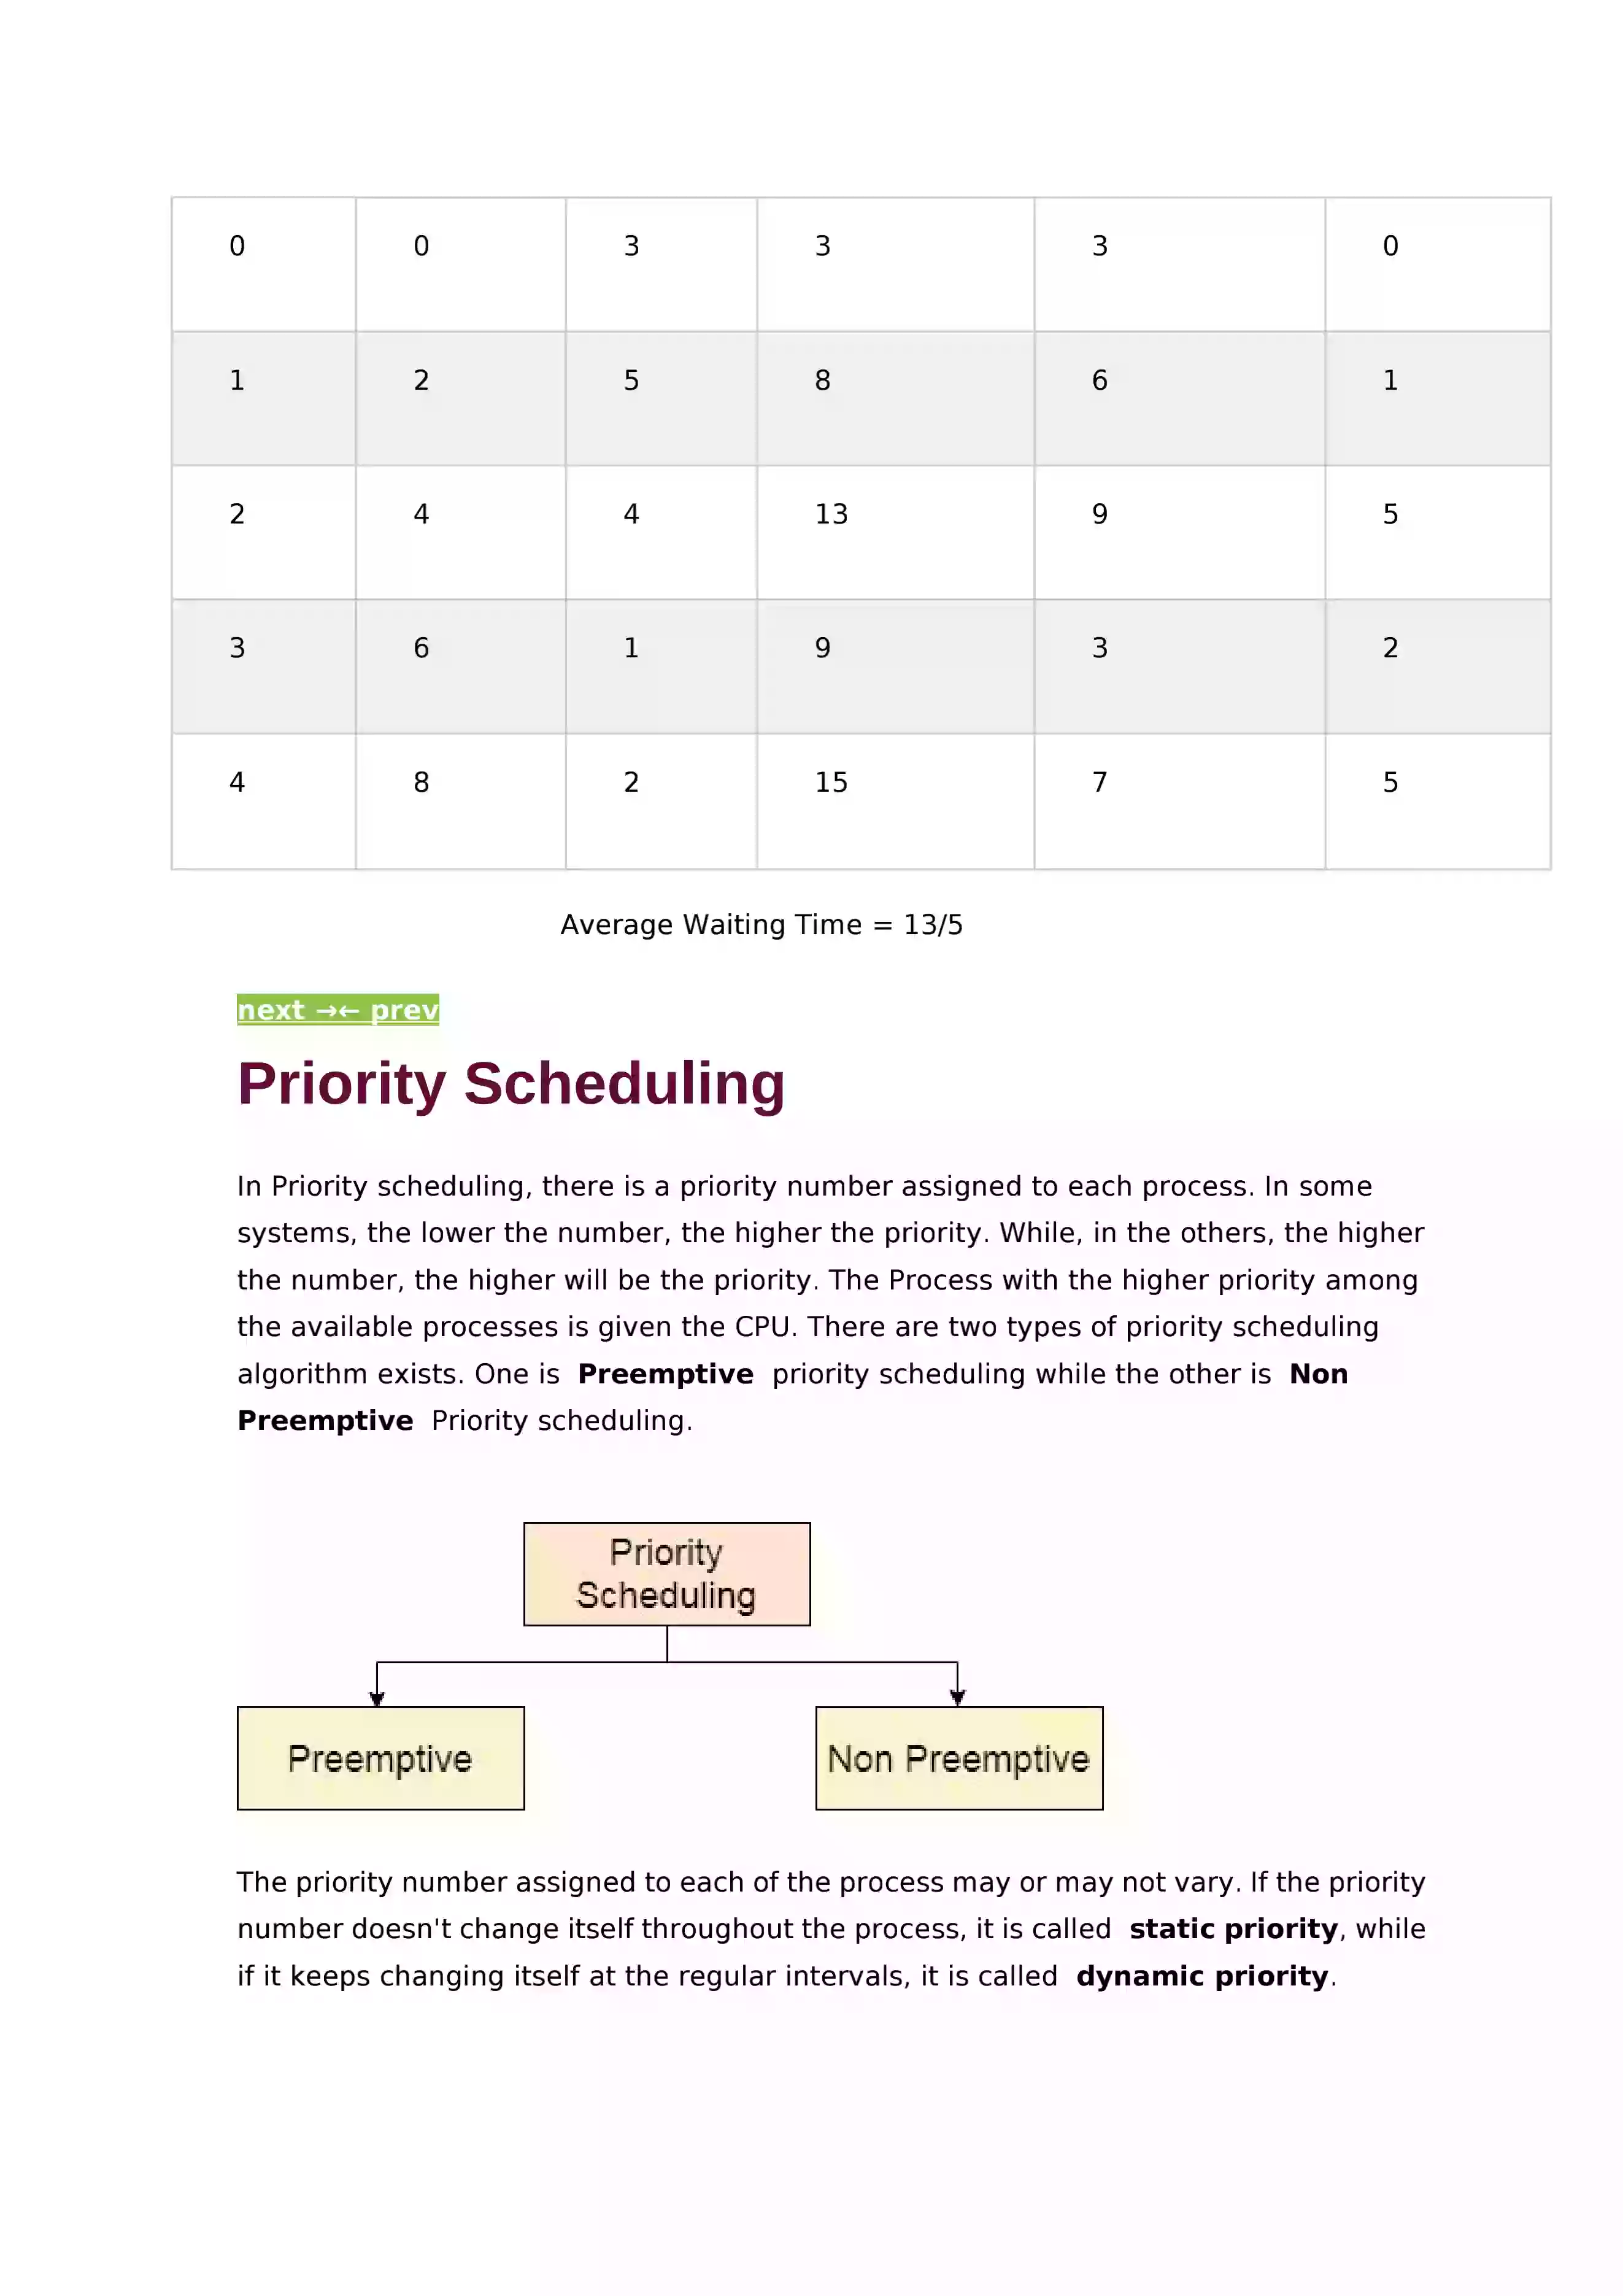 0 0 3 3 3 0
1 2 5 8 6 1
2 4 4 13 9 5
3 6 1 9 3 2
4 8 2 15 7 5
Average Waiting Time = 13/5
next →← prev
Priority Scheduling
In Priority scheduling, there is a priority number assigned to each process. In some
systems, the lower the number, the higher the priority. While, in the others, the higher
the number, the higher will be the priority. The Process with the higher priority among
the available processes is given the CPU. There are two types of priority scheduling
algorithm exists. One is Preemptive priority scheduling while the other is Non
Preemptive Priority scheduling.
Priority
Scheduling
Preemptive
Non Preemptive
The priority number assigned to each of the process may or may not vary. If the priority
number doesn't change itself throughout the process, it is called static priority, while
if it keeps changing itself at the regular intervals, it is called dynamic priority.